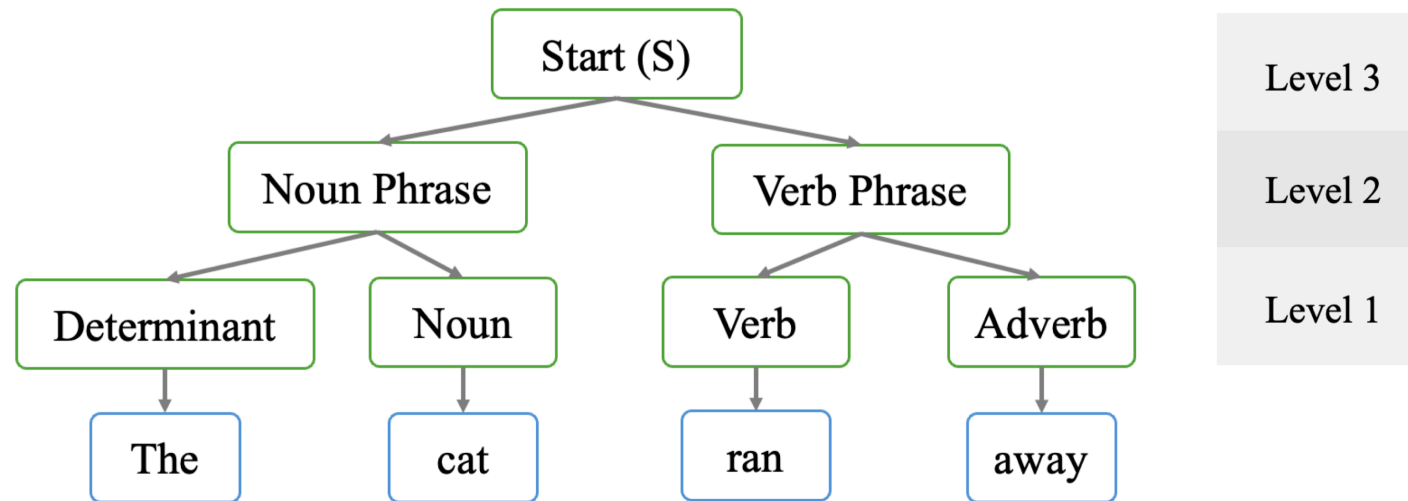 Start (S)
Level 3
Noun Phrase
Verb Phrase
Level 2
Determinant
Noun
Verb
Adverb
Level 1
The
cat
ran
away